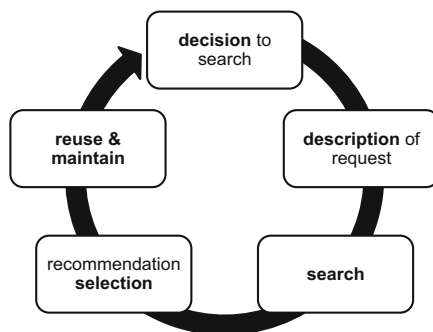 decision to
search
description of
request
search
recommendation
selection
reuse &
maintain